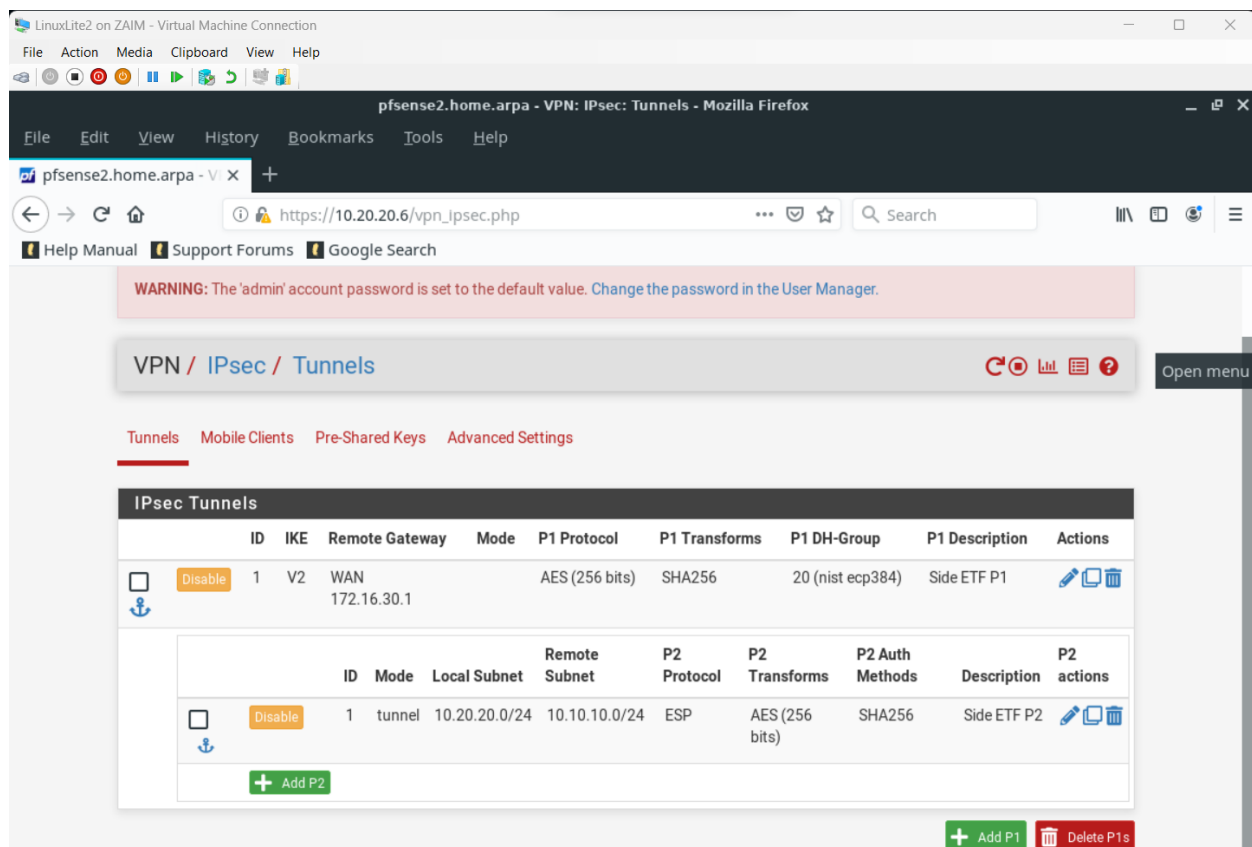 LinuxLite2 on ZAIM - Virtual Machine Connection
File Action Media Clipboard View Help
pfsense2.home.arpa - VPN: IPsec: Tunnels - Mozilla Firefox
File Edit View History Bookmarks Tools Help
pfsense2.home.arpa - V
https://10.20.20.6/vpn_ipsec.php
Search
Help Manual Support Forums Google Search
WARNING: The 'admin' account password is set to the default value. Change the password in the User Manager.
VPN / IPsec / Tunnels
Open menu
Tunnels Mobile Clients Pre-Shared Keys Advanced Settings
IPsec Tunnels
ID IKE Remote Gateway Mode P1 Protocol P1 Transforms P1 DH-Group P1 Description Actions
Disable 1 V2 WAN AES (256 bits) SHA256 20 (nist ecp384) Side ETF P1
172.16.30.1
Remote P2 P2 P2 Auth P2
ID Mode Local Subnet Subnet Protocol Transforms Methods Description actions
Disable 1 tunnel 10.20.20.0/24 10.10.10.0/24 ESP AES (256 SHA256 Side ETF P2
bits)
Add P2
Add P1 Delete P1s